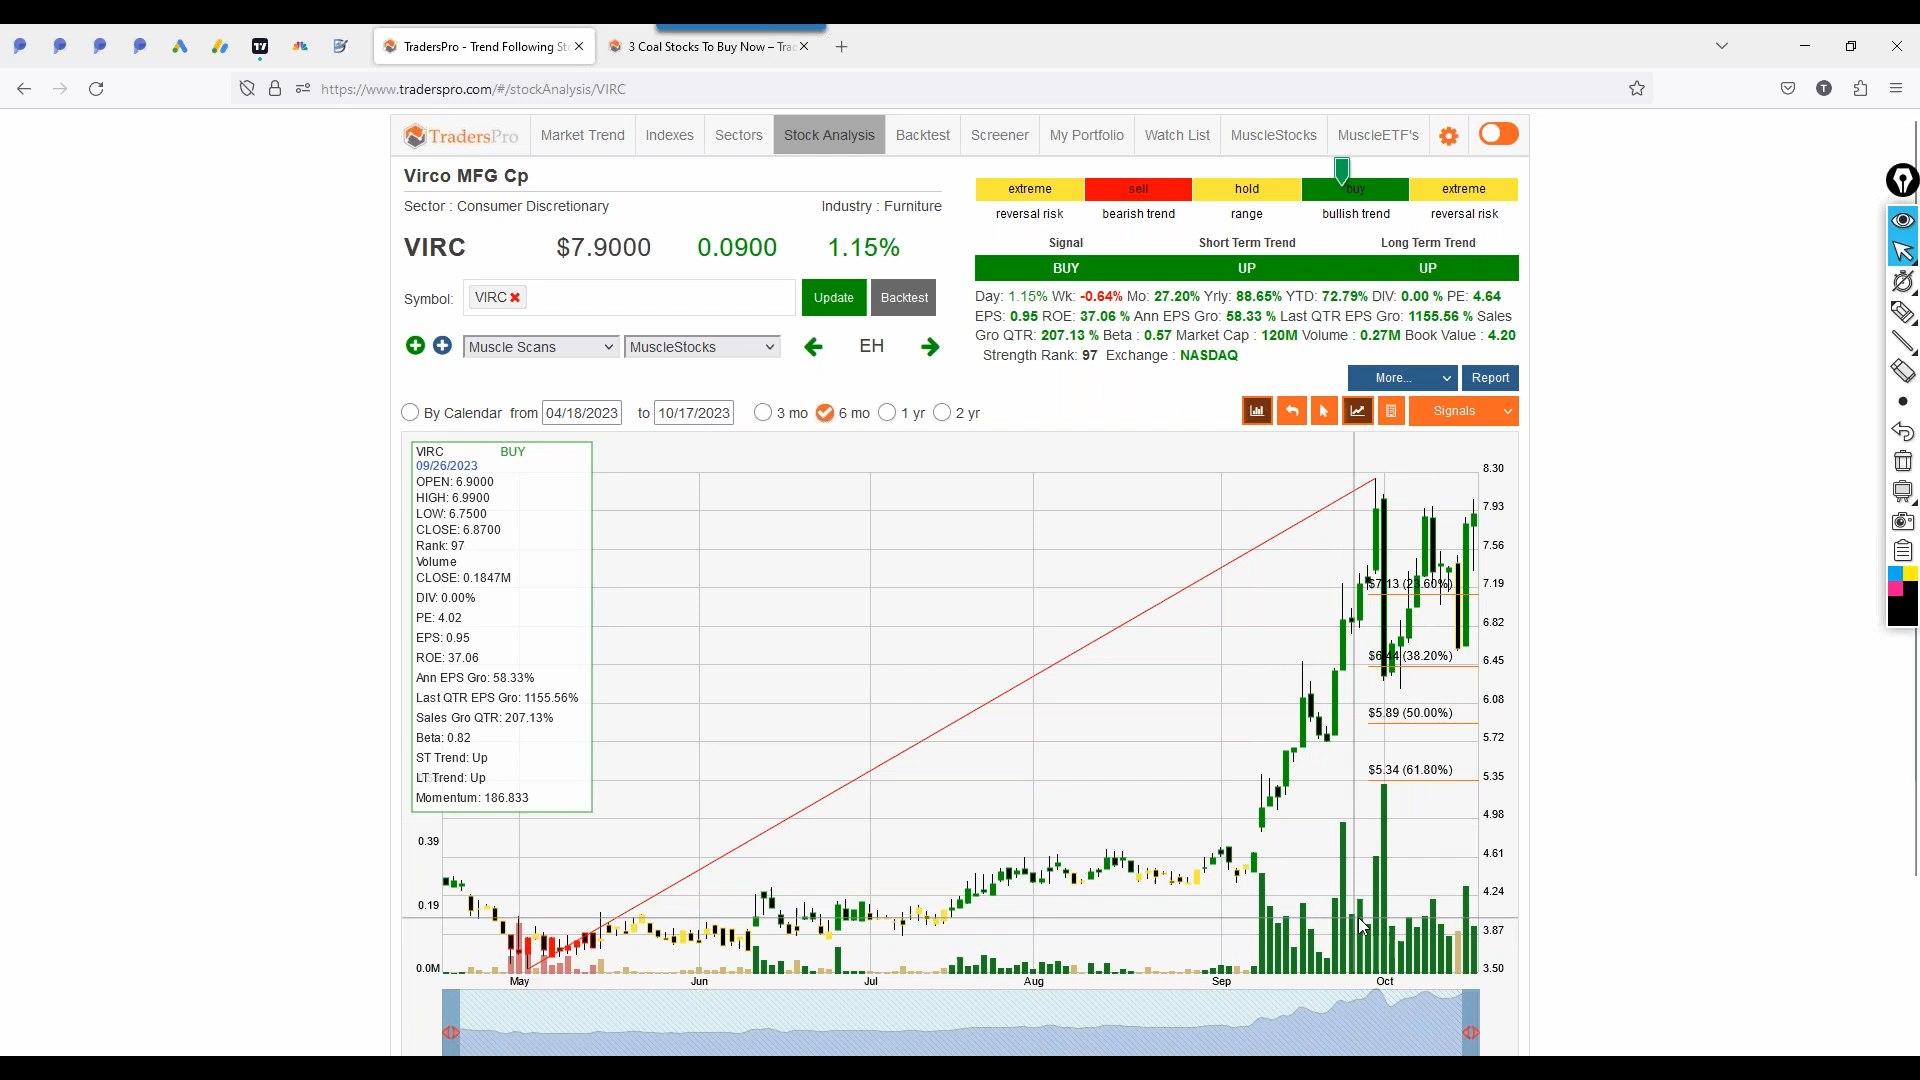 TradersPro - Trend Following St
3 Coal Stocks To Buy Now – Trac
https://www.traderspro.com/#/stockAnalysis/VIRC
T
TradersPro
Market Trend
Indexes
Sectors
Stock Analysis
Backtest
Screener
My Portfolio
Watch List
MuscleStocks
MuscleETF's
Virco MFG Cp
Sector : Consumer Discretionary
Industry : Furniture
extreme sell hold buy extreme
reversal risk bearish trend range bullish trend reversal risk
VIRC $7.9000 0.0900 1.15%
Signal Short Term Trend Long Term Trend
BUY UP UP
Symbol: VIRC Update Backtest
Day: 1.15% Wk: -0.64% Mo: 27.20% Yrly: 88.65% YTD: 72.79% DIV: 0.00 % PE: 4.64
EPS: 0.95 ROE: 37.06 % Ann EPS Gro: 58.33 % Last QTR EPS Gro: 1155.56 % Sales
Gro QTR: 207.13 % Beta : 0.57 Market Cap : 120M Volume : 0.27M Book Value : 4.20
Strength Rank: 97 Exchange : NASDAQ
Muscle Scans MuscleStocks EH
More... Report
By Calendar from 04/18/2023 to 10/17/2023 3 mo 6 mo 1 yr 2 yr
Signals
VIRC BUY
09/26/2023
OPEN: 6.9000
HIGH: 6.9900
LOW: 6.7500
CLOSE: 6.8700
Rank: 97
Volume
CLOSE: 0.1847M
DIV: 0.00%
PE: 4.02
EPS: 0.95
ROE: 37.06
Ann EPS Gro: 58.33%
Last QTR EPS Gro: 1155.56%
Sales Gro QTR: 207.13%
Beta: 0.82
ST Trend: Up
LT Trend: Up
Momentum: 186.833
0.39
0.19
0.0M
$7.13 (23.60%)
$6.44 (38.20%)
$5.89 (50.00%)
$5.34 (61.80%)
8.30
7.93
7.56
7.19
6.82
6.45
6.08
5.72
5.35
4.98
4.61
4.24
3.87
3.50
May Jun Jul Aug Sep Oct